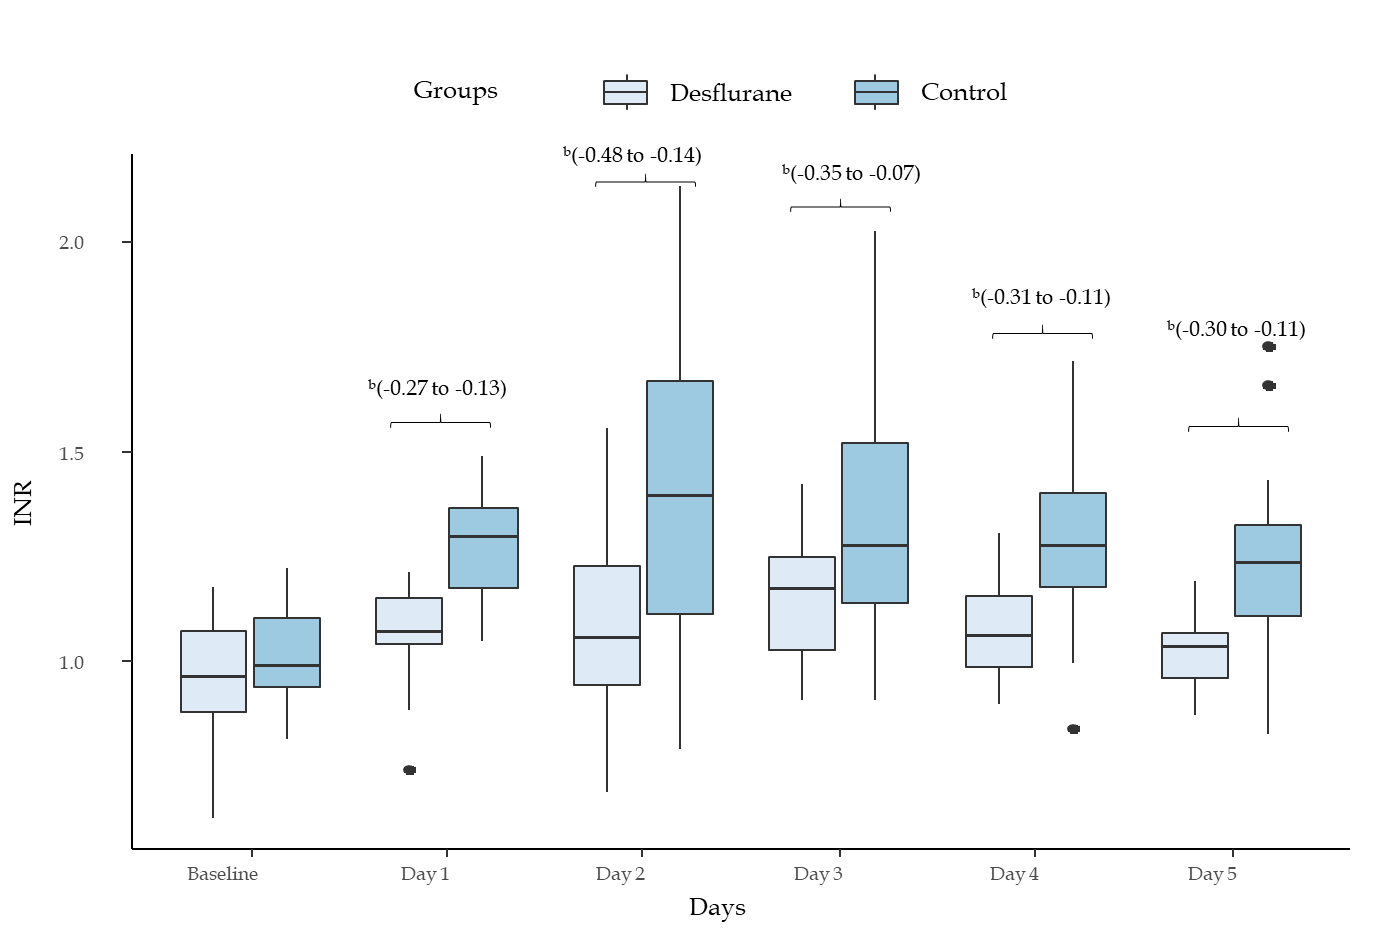 Groups Desflurane Control
ᵇ(-0.48 to -0.14)
ᵇ(-0.35 to -0.07)
2.0
ᵇ(-0.31 to -0.11)
ᵇ(-0.30 to -0.11)
ᵇ(-0.27 to -0.13)
1.5
INR
1.0
Baseline Day 1 Day 2 Day 3 Day 4 Day 5
Days